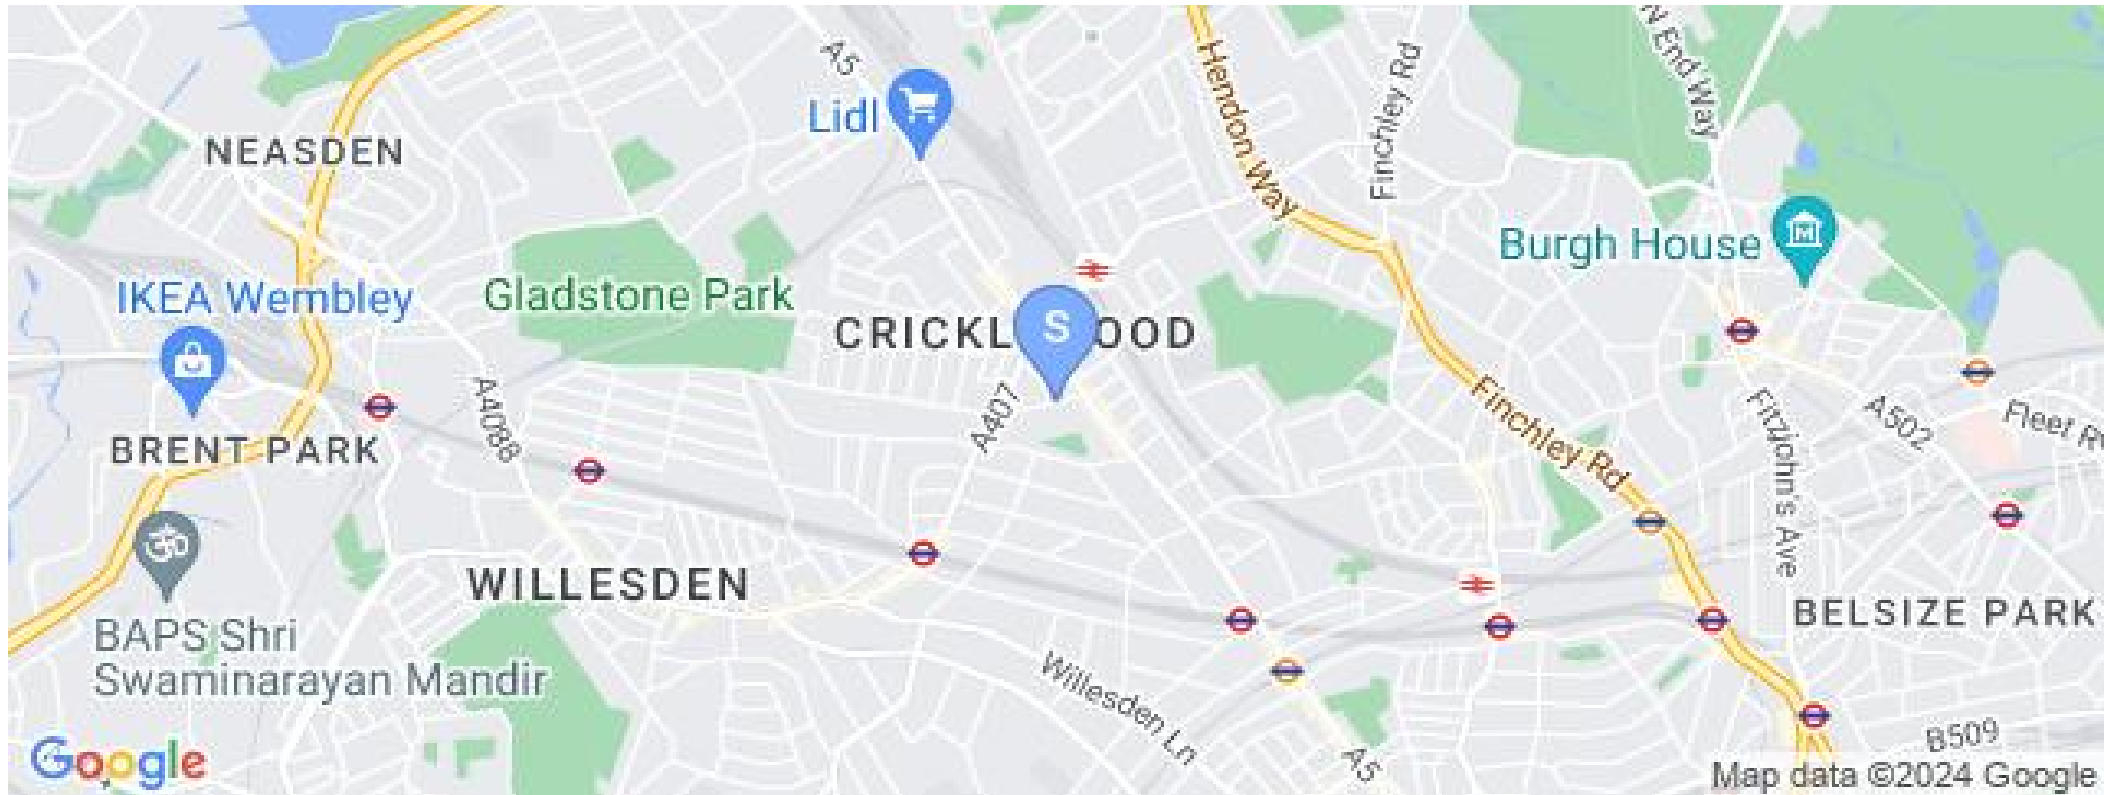 A5
Hendon Way
Finchley Rd
N End Way
Lidl
NEASDEN
Burgh House
M
IKEA Wembley
Gladstone Park
CRICKL
S
OOD
A4088
A407
Finchley Rd
Fitzjohn's Ave
A502
Fleet R
BRENT PARK
ॐ
WILLESDEN
BELSIZE PARK
BAPS Shri
Swaminarayan Mandir
Willesden Ln
A5
B509
Google
Map data ©2024 Google